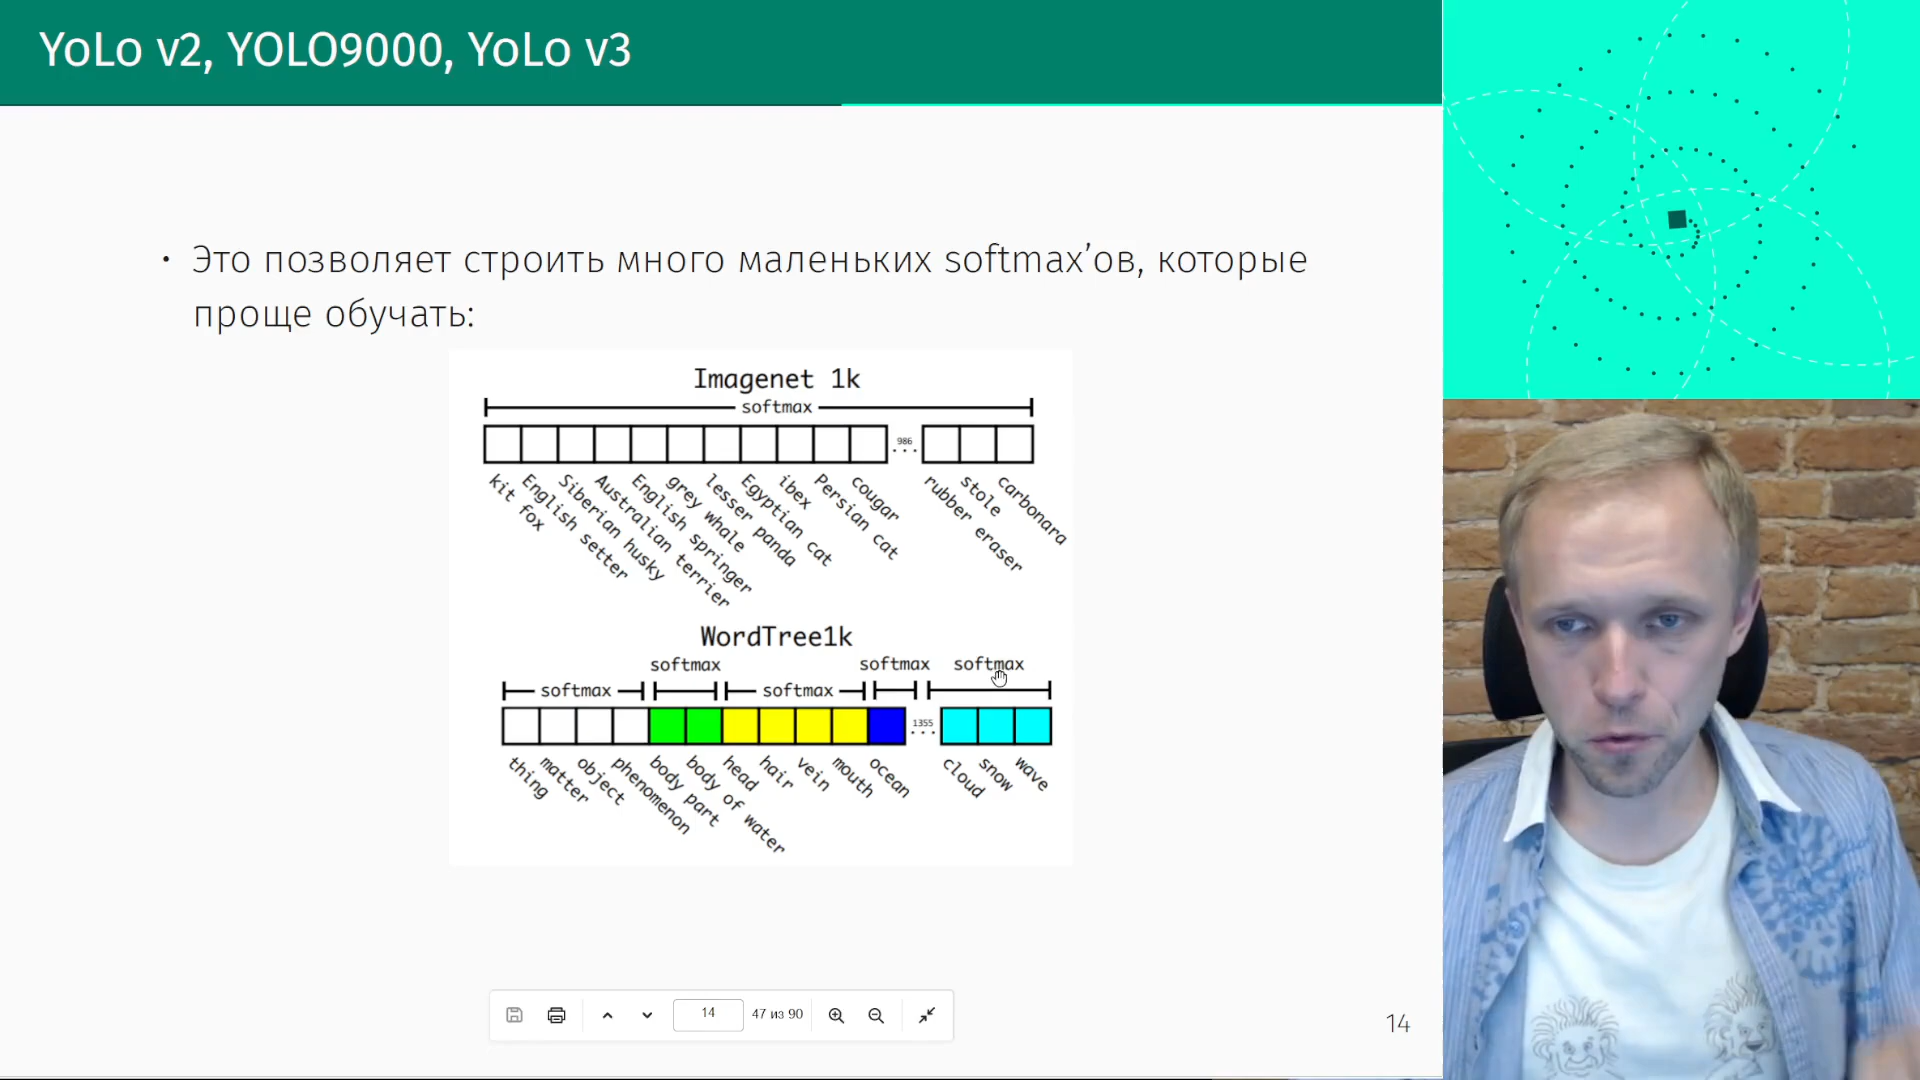 YoLo v2, YOLO9000, YoLo v3
• Это позволяет строить много маленьких softmax’ов, которые
проще обучать:
Imagenet 1k
softmax
986
...
kit fox
English setter
Siberian husky
Australian terrier
English springer
grey whale
lesser panda
Egyptian cat
ibex
Persian cat
cougar
rubber eraser
stole
carbonara
WordTree1k
softmax
softmax
softmax
softmax
softmax
1355
...
thing
matter
object
phenomenon
body part
body of water
head
hair
vein
mouth
ocean
cloud
snow
wave
14
47 из 90
14